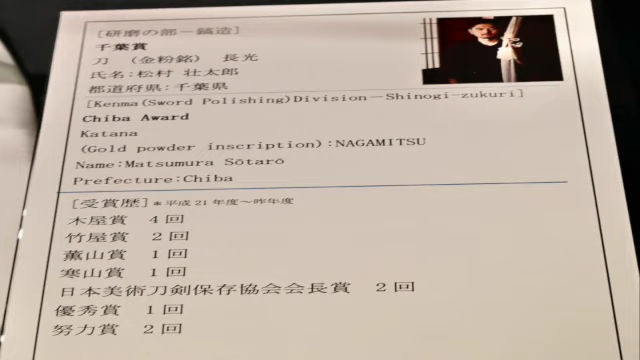 [研磨の部－鎬造]
千葉賞
刀 （金粉銘） 長光
氏名：松村 壮太郎
都道府県：千葉県
[Kenma(Sword Polishing)Division－Shinogi-zukuri]
Chiba Award
Katana
(Gold powder inscription)：NAGAMITSU
Name：Matsumura Sōtarō
Prefecture：Chiba
[受賞歴]＊平成21年度～昨年度
木屋賞 4回
竹屋賞 2回
薫山賞 1回
寒山賞 1回
日本美術刀剣保存協会会長賞 2回
優秀賞 1回
努力賞 2回